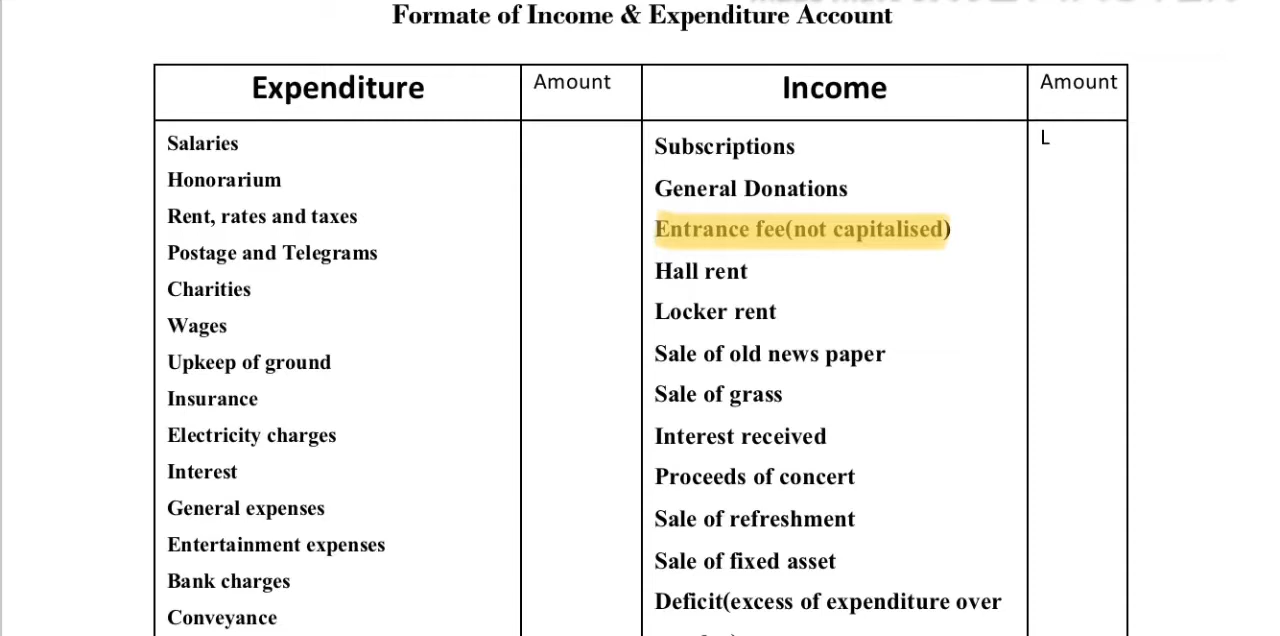 Formate of Income & Expenditure Account
Expenditure Amount Income Amount
Salaries
Honorarium
Rent, rates and taxes
Postage and Telegrams
Charities
Wages
Upkeep of ground
Insurance
Electricity charges
Interest
General expenses
Entertainment expenses
Bank charges
Conveyance
Subscriptions
General Donations
Entrance fee(not capitalised)
Hall rent
Locker rent
Sale of old news paper
Sale of grass
Interest received
Proceeds of concert
Sale of refreshment
Sale of fixed asset
Deficit(excess of expenditure over
L